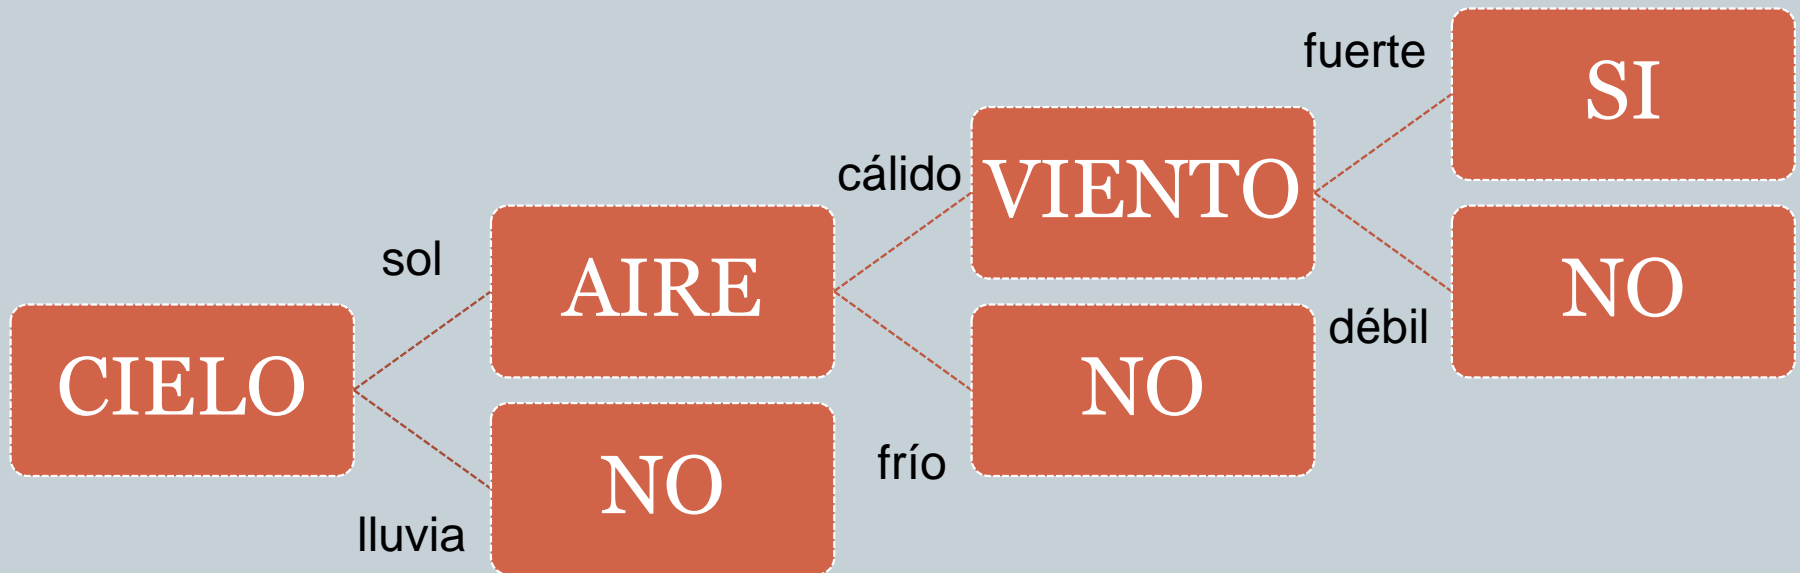 fuerte
SI
cálido
VIENTO
sol
AIRE
NO
débil
CIELO
NO
frío
NO
lluvia